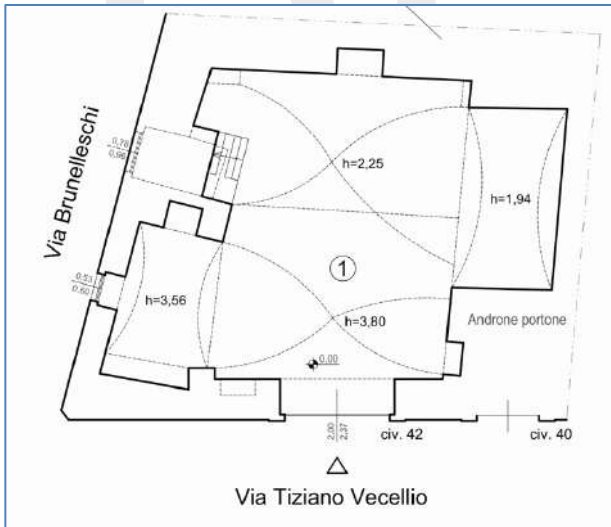 Via Brunelleschi
0,78
0,96
h=2,25
h=1,94
1
0,53
0,60
h=3,56
h=3,80
Androne portone
0.00
2,00
2,37
civ. 42
civ. 40
Via Tiziano Vecellio